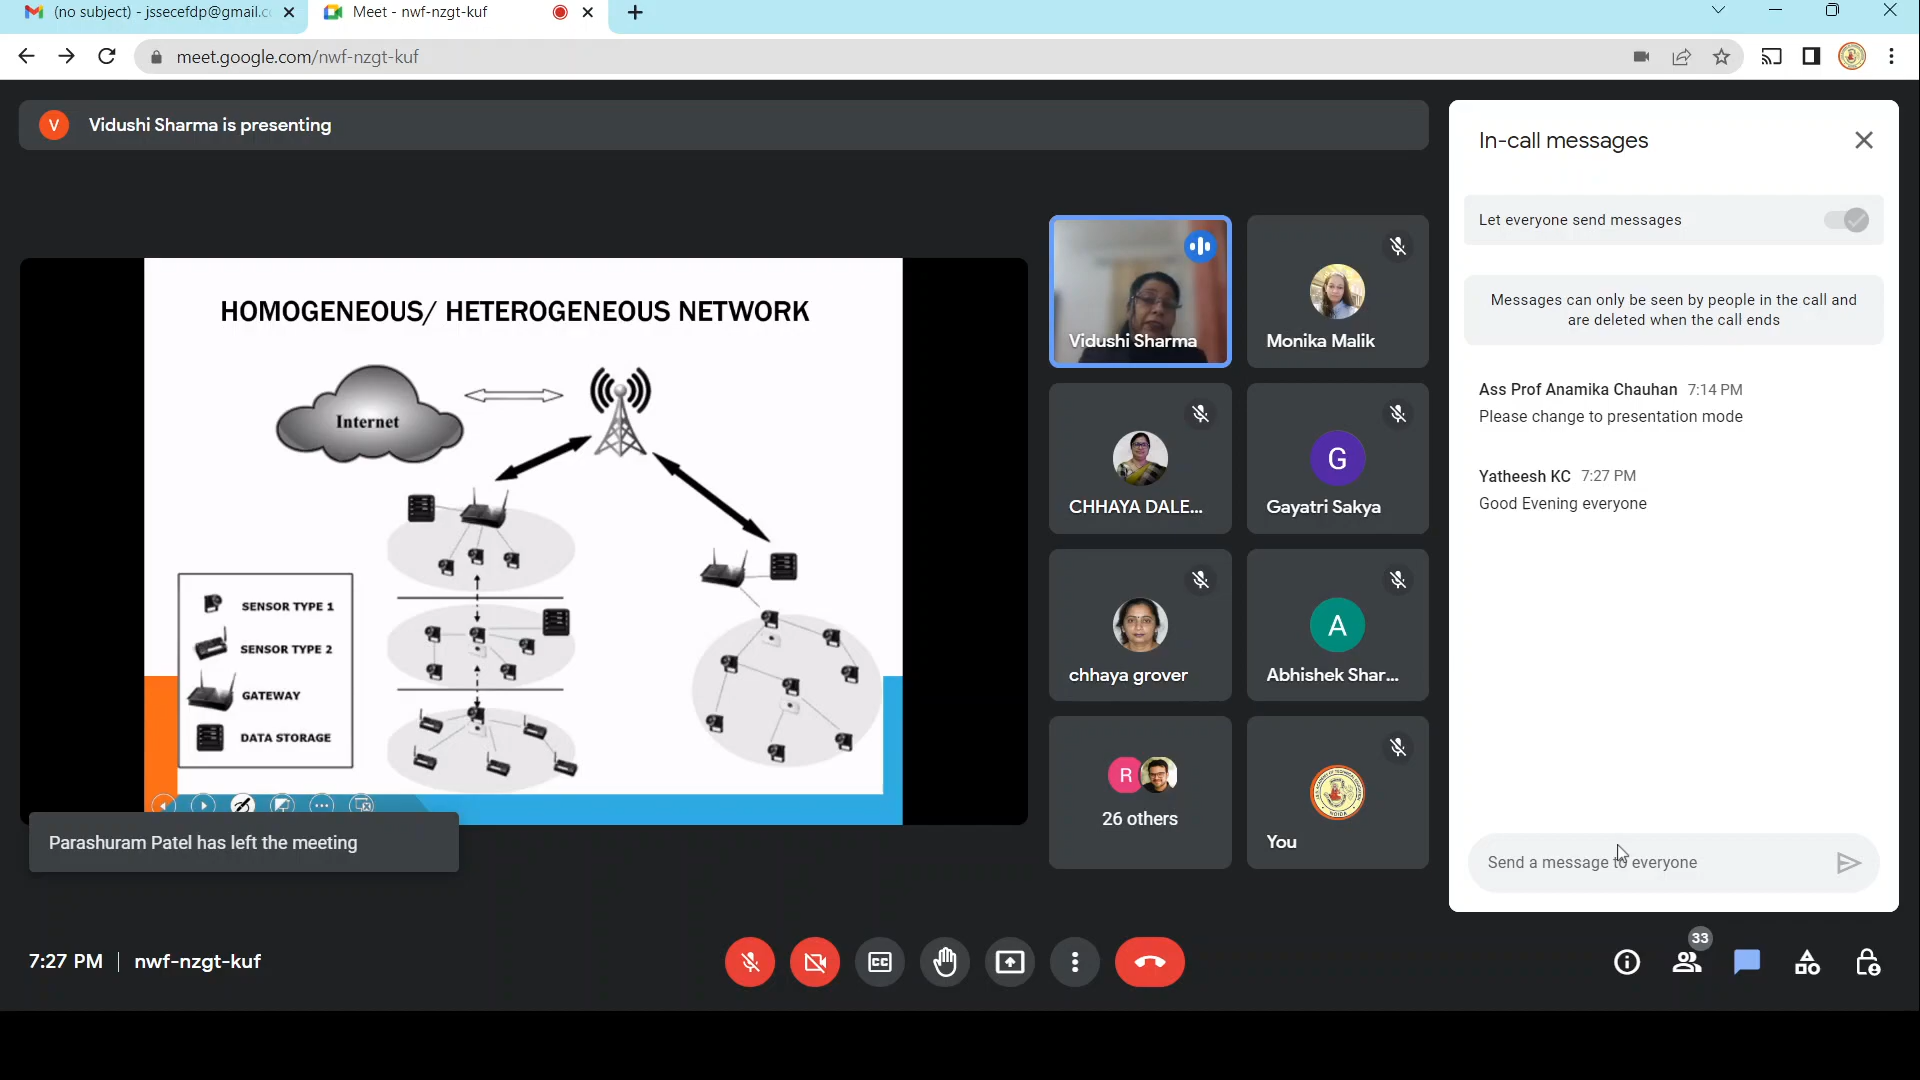 (no subject) - jssecefdp@gmail.c
Meet - nwf-nzgt-kuf
meet.google.com/nwf-nzgt-kuf
V
Vidushi Sharma is presenting
HOMOGENEOUS/ HETEROGENEOUS NETWORK
Internet
SENSOR TYPE 1
SENSOR TYPE 2
GATEWAY
DATA STORAGE
Parashuram Patel has left the meeting
Vidushi Sharma
Monika Malik
CHHAYA DALE...
G
Gayatri Sakya
chhaya grover
A
Abhishek Shar...
R
26 others
NOIDA
You
In-call messages
Let everyone send messages
Messages can only be seen by people in the call and
are deleted when the call ends
Ass Prof Anamika Chauhan 7:14 PM
Please change to presentation mode
Yatheesh KC 7:27 PM
Good Evening everyone
Send a message to everyone
7:27 PM | nwf-nzgt-kuf
CC
33